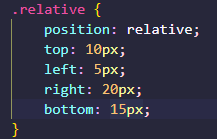 .relative {
    position: relative;
    top: 10px;
    left: 5px;
    right: 20px;
    bottom: 15px;
}